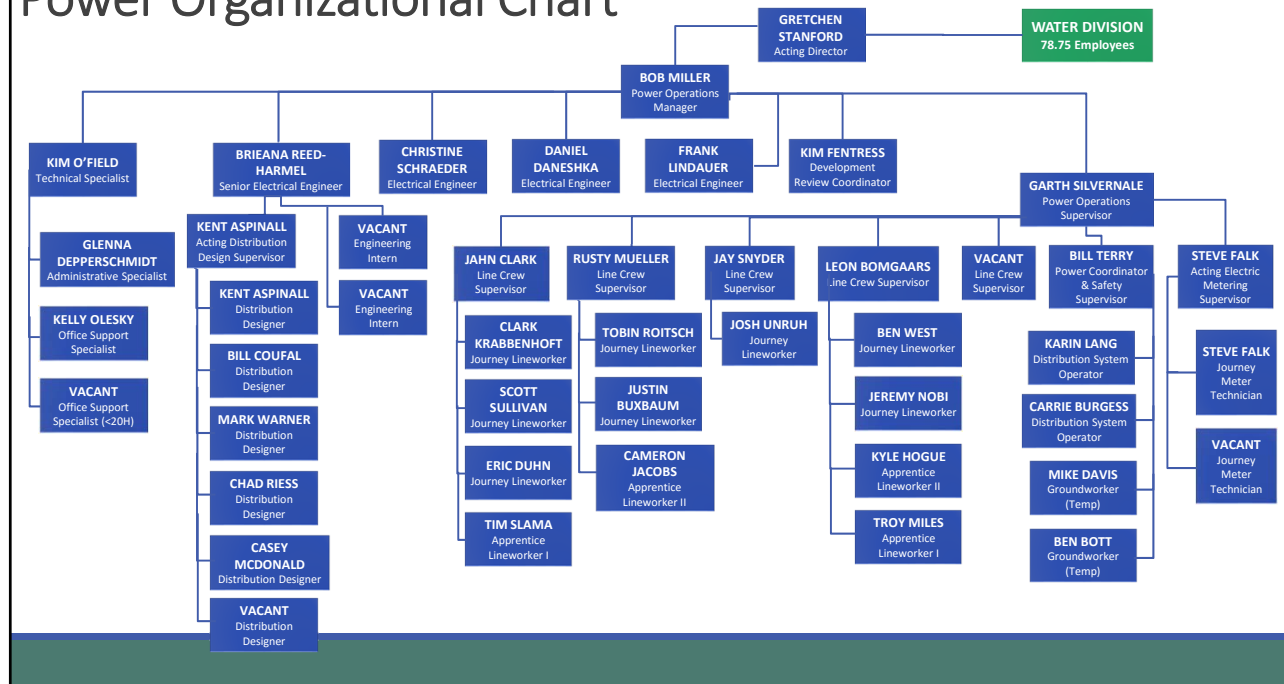 Power Organizational Chart
GRETCHEN
STANFORD
Acting Director
WATER DIVISION
78.75 Employees
BOB MILLER
Power Operations
Manager
KIM O’FIELD
Technical Specialist
BRIEANA REED-
HARMEL
Senior Electrical Engineer
CHRISTINE
SCHRAEDER
Electrical Engineer
DANIEL
DANESHKA
Electrical Engineer
FRANK
LINDAUER
Electrical Engineer
KIM FENTRESS
Development
Review Coordinator
GARTH SILVERNALE
Power Operations
Supervisor
GLENNA
DEPPERSCHMIDT
Administrative Specialist
KELLY OLESKY
Office Support
Specialist
VACANT
Office Support
Specialist (<20H)
KENT ASPINALL
Acting Distribution
Design Supervisor
VACANT
Engineering
Intern
VACANT
Engineering
Intern
KENT ASPINALL
Distribution
Designer
BILL COUFAL
Distribution
Designer
MARK WARNER
Distribution
Designer
CHAD RIESS
Distribution
Designer
CASEY
MCDONALD
Distribution Designer
VACANT
Distribution
Designer
JAHN CLARK
Line Crew
Supervisor
CLARK
KRABBENHOFT
Journey Lineworker
SCOTT
SULLIVAN
Journey Lineworker
ERIC DUHN
Journey Lineworker
TIM SLAMA
Apprentice
Lineworker I
RUSTY MUELLER
Line Crew
Supervisor
TOBIN ROITSCH
Journey Lineworker
JUSTIN
BUXBAUM
Journey Lineworker
CAMERON
JACOBS
Apprentice
Lineworker II
JAY SNYDER
Line Crew
Supervisor
JOSH UNRUH
Journey
Lineworker
LEON BOMGAARS
Line Crew Supervisor
BEN WEST
Journey Lineworker
JEREMY NOBI
Journey Lineworker
KYLE HOGUE
Apprentice
Lineworker II
TROY MILES
Apprentice
Lineworker I
VACANT
Line Crew
Supervisor
BILL TERRY
Power Coordinator
& Safety
Supervisor
KARIN LANG
Distribution System
Operator
CARRIE BURGESS
Distribution System
Operator
MIKE DAVIS
Groundworker
(Temp)
BEN BOTT
Groundworker
(Temp)
STEVE FALK
Acting Electric
Metering
Supervisor
STEVE FALK
Journey
Meter
Technician
VACANT
Journey
Meter
Technician